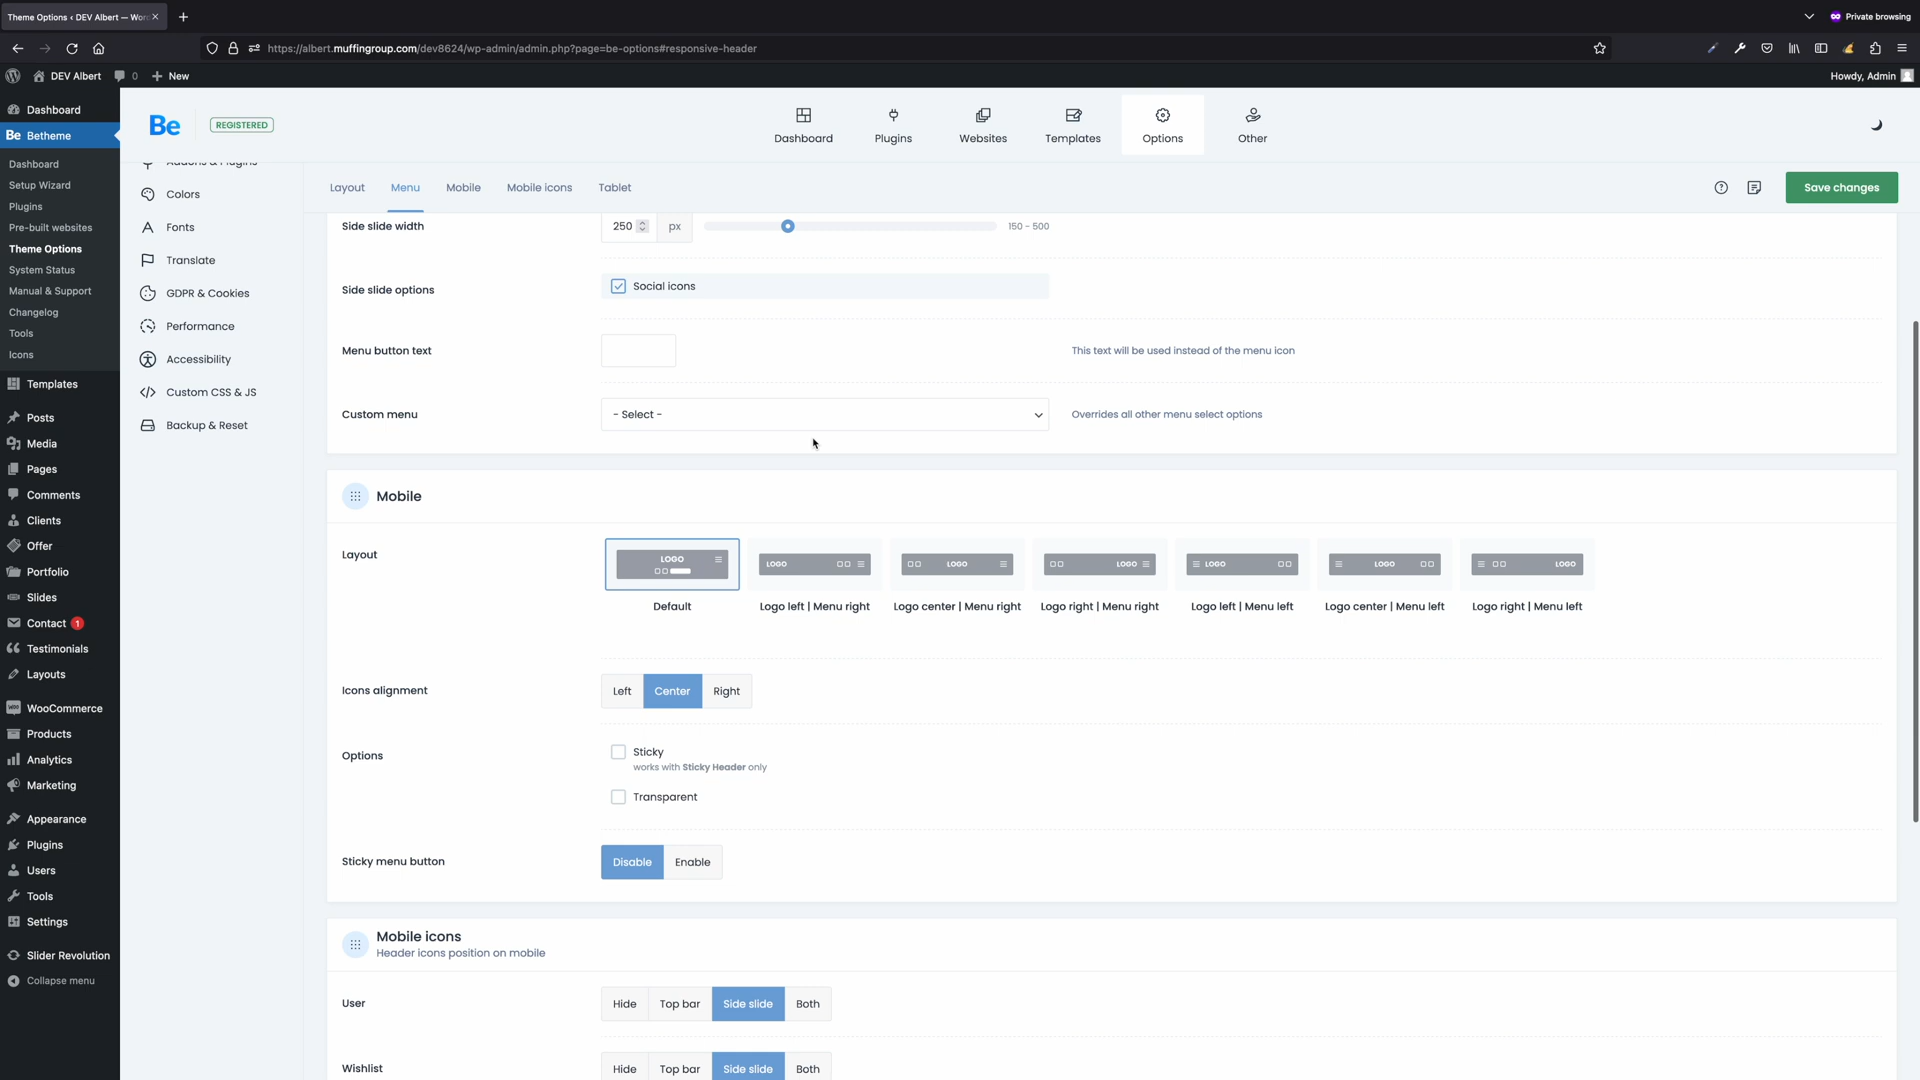 Theme Options ‹ DEV Albert — Wor
Private browsing
https://albert.muffingroup.com/dev8624/wp-admin/admin.php?page=be-options#responsive-header
DEV Albert
0
New
Howdy, Admin
Dashboard
Be Betheme
Dashboard
Setup Wizard
Plugins
Pre-built websites
Theme Options
System Status
Manual & Support
Changelog
Tools
Icons
Templates
Posts
Media
Pages
Comments
Clients
Offer
Portfolio
Slides
Contact 1
Testimonials
Layouts
WooCommerce
Products
Analytics
Marketing
Appearance
Plugins
Users
Tools
Settings
Slider Revolution
Collapse menu
Be
REGISTERED
Dashboard
Plugins
Websites
Templates
Options
Other
Addons & Plugins
Colors
Fonts
Translate
GDPR & Cookies
Performance
Accessibility
Custom CSS & JS
Backup & Reset
Layout
Menu
Mobile
Mobile icons
Tablet
Save changes
Side slide width
250
px
150 - 500
Side slide options
Social icons
Menu button text
This text will be used instead of the menu icon
Custom menu
- Select -
Overrides all other menu select options
Mobile
Layout
LOGO
LOGO
LOGO
LOGO
LOGO
LOGO
LOGO
Default
Logo left | Menu right
Logo center | Menu right
Logo right | Menu right
Logo left | Menu left
Logo center | Menu left
Logo right | Menu left
Icons alignment
Left
Center
Right
Options
Sticky
works with Sticky Header only
Transparent
Sticky menu button
Disable
Enable
Mobile icons
Header icons position on mobile
User
Hide
Top bar
Side slide
Both
Wishlist
Hide
Top bar
Side slide
Both